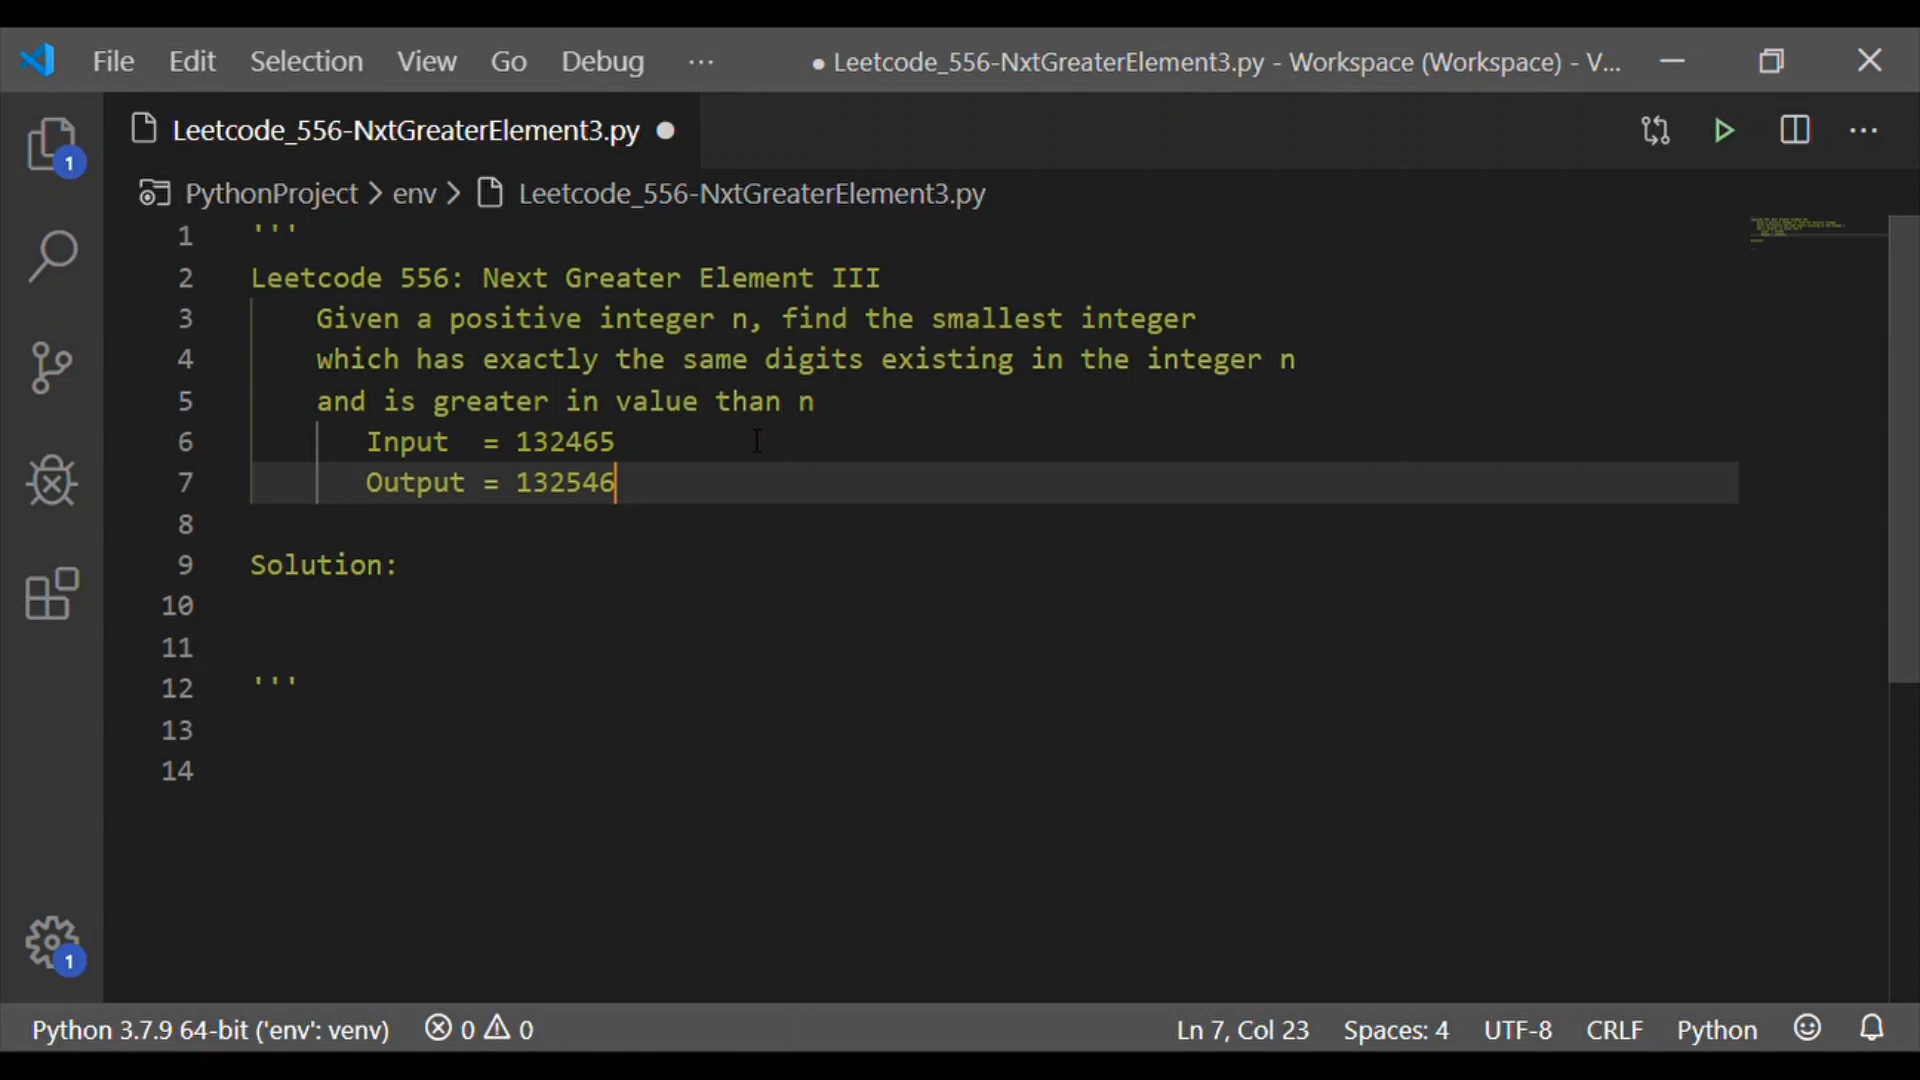 File Edit Selection View Go Debug ··· ● Leetcode_556-NxtGreaterElement3.py - Workspace (Workspace) - V...
Leetcode_556-NxtGreaterElement3.py ●
PythonProject > env > Leetcode_556-NxtGreaterElement3.py
1 '''
2 Leetcode 556: Next Greater Element III
3 Given a positive integer n, find the smallest integer
4 which has exactly the same digits existing in the integer n
5 and is greater in value than n
6 Input  = 132465
7 Output = 132546
8
9 Solution:
10
11
12 '''
13
14
1
1
Python 3.7.9 64-bit ('env': venv) 0 0 Ln 7, Col 23 Spaces: 4 UTF-8 CRLF Python